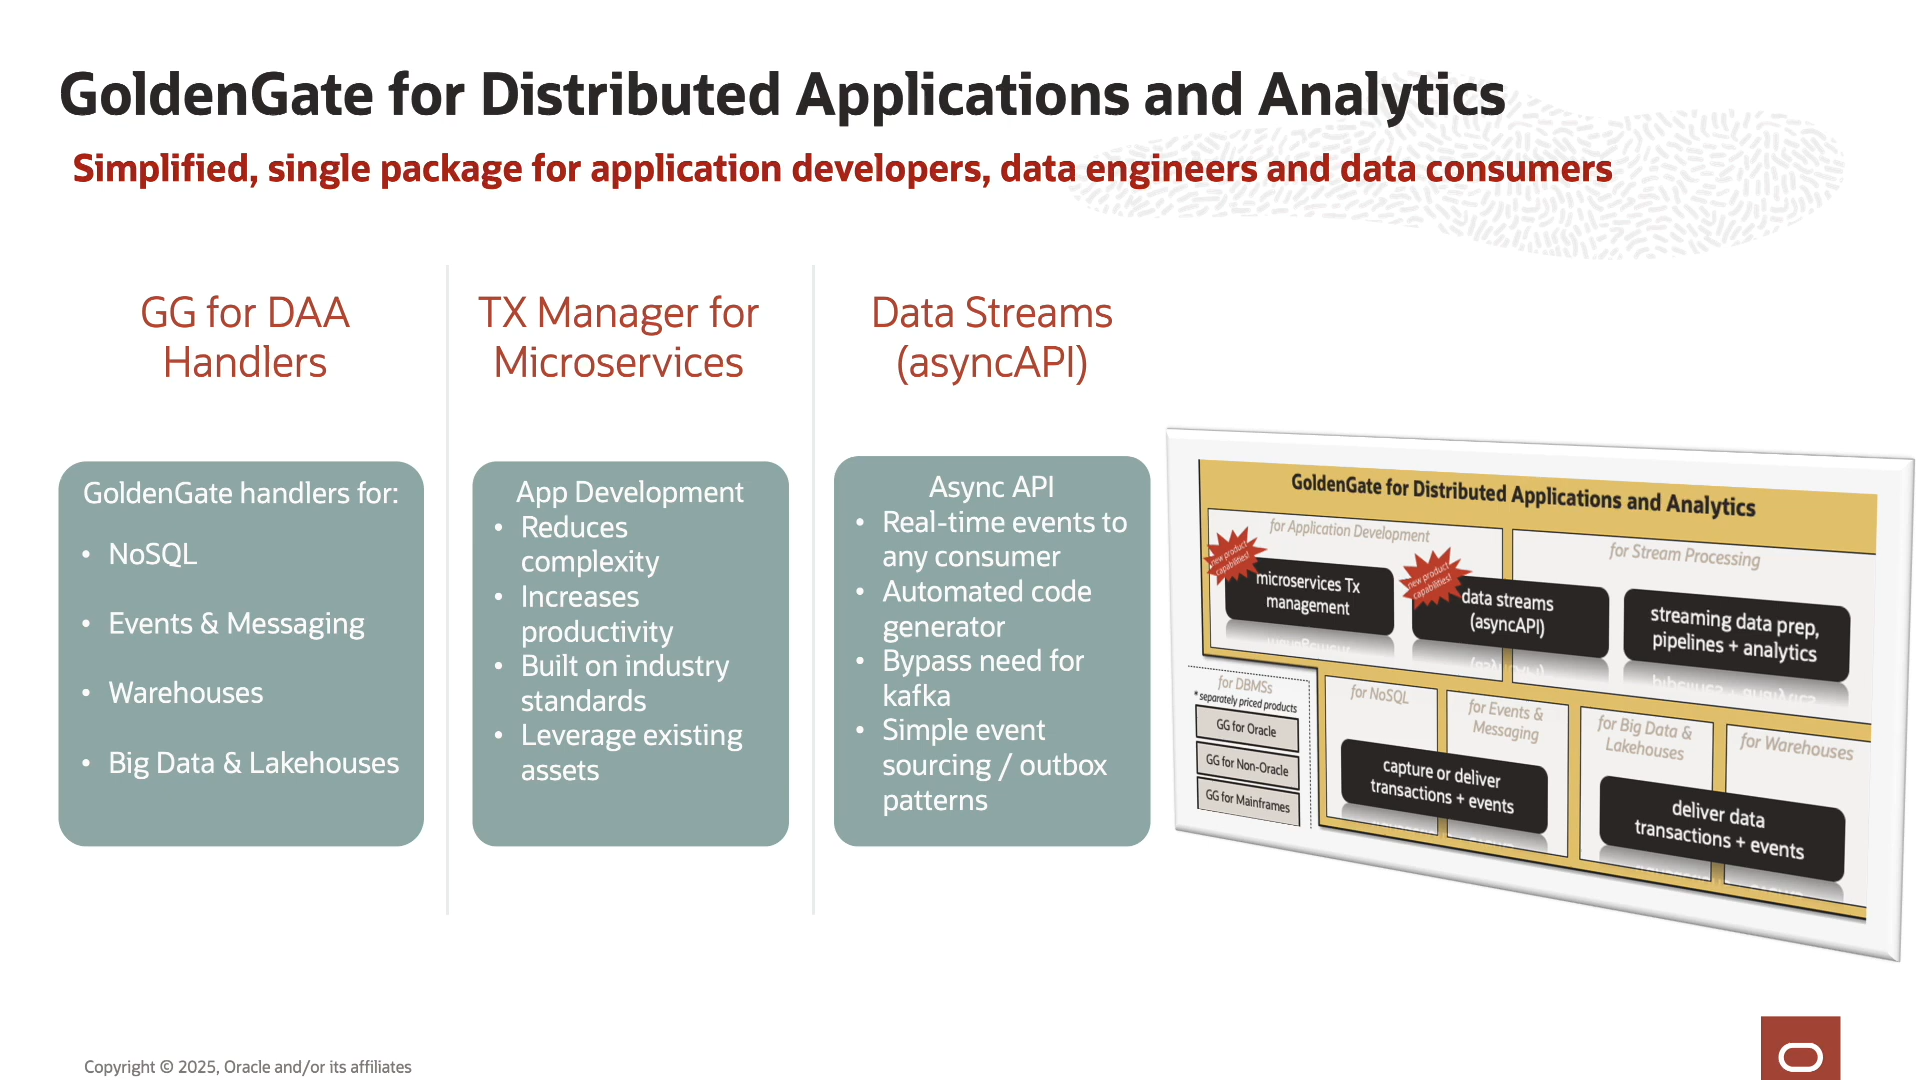 GoldenGate for Distributed Applications and Analytics
Simplified, single package for application developers, data engineers and data consumers
GG for DAA
Handlers
GoldenGate handlers for:
• NoSQL
• Events & Messaging
• Warehouses
• Big Data & Lakehouses
TX Manager for
Microservices
App Development
• Reduces
complexity
• Increases
productivity
• Built on industry
standards
• Leverage existing
assets
Data Streams
(asyncAPI)
Async API
• Real-time events to
any consumer
• Automated code
generator
• Bypass need for
kafka
• Simple event
sourcing / outbox
patterns
GoldenGate for Distributed Applications and Analytics
for Application Development
new product
capabilities!
microservices Tx
management
new product
capabilities!
data streams
(asyncAPI)
for Stream Processing
streaming data prep,
pipelines + analytics
for DBMSs
* separately priced products
GG for Oracle
GG for Non-Oracle
GG for Mainframes
for NoSQL
for Events &
Messaging
capture or deliver
transactions + events
for Big Data &
Lakehouses
for Warehouses
deliver data
transactions + events
Copyright © 2025, Oracle and/or its affiliates